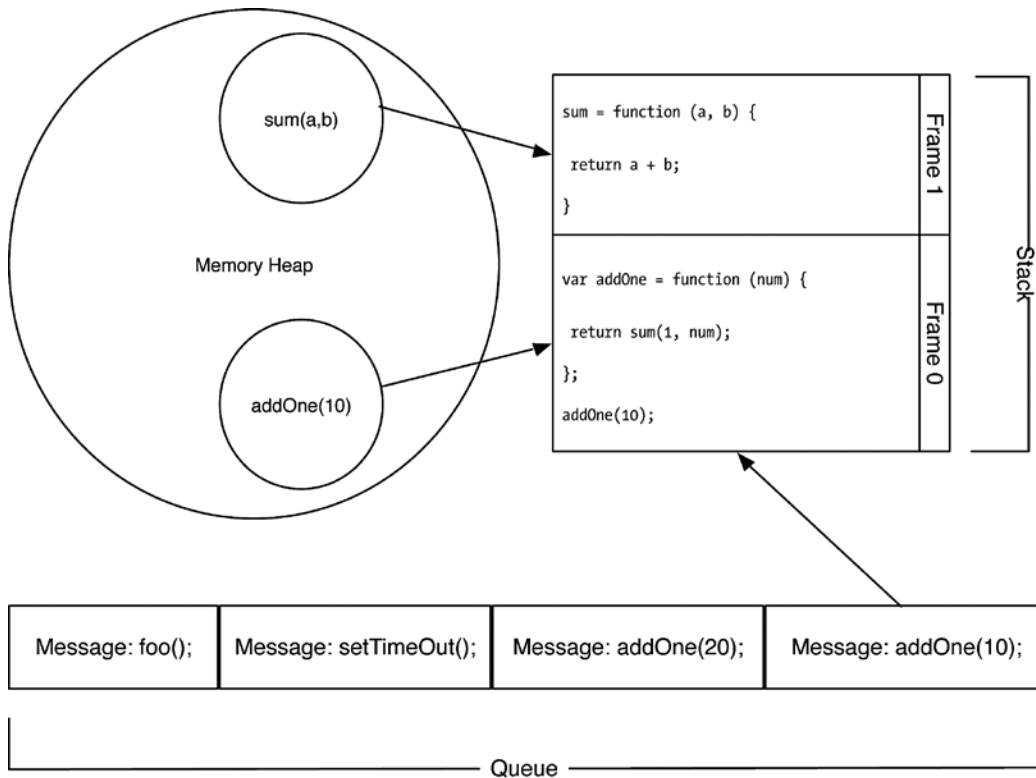 sum(a,b)
Memory Heap
addOne(10)
sum = function (a, b) {
return a + b;
}
Frame 1
var addOne = function (num) {
return sum(1, num);
};
addOne(10);
Frame 0
Stack
Message: foo();
Message: setTimeOut();
Message: addOne(20);
Message: addOne(10);
Queue